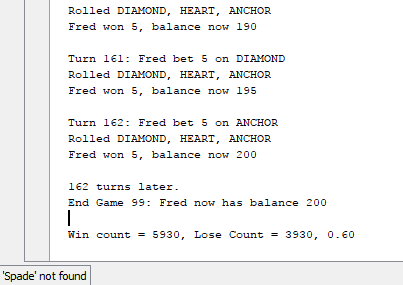 Rolled DIAMOND, HEART, ANCHOR
Fred won 5, balance now 190
Turn 161: Fred bet 5 on DIAMOND
Rolled DIAMOND, HEART, ANCHOR
Fred won 5, balance now 195
Turn 162: Fred bet 5 on ANCHOR
Rolled DIAMOND, HEART, ANCHOR
Fred won 5, balance now 200
162 turns later.
End Game 99: Fred now has balance 200
Win count = 5930, Lose Count = 3930, 0.60
'Spade' not found